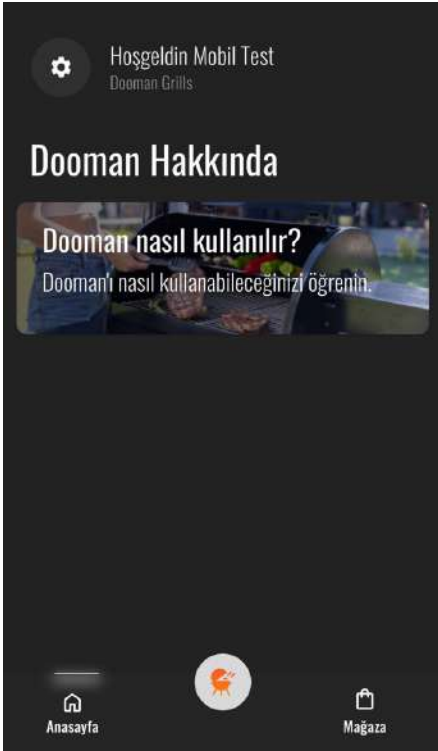 Hoşgeldin Mobil Test
Dooman Grills
Dooman Hakkında
Dooman nasıl kullanılır?
Dooman'ı nasıl kullanabileceğinizi öğrenin.
Anasayfa
Mağaza